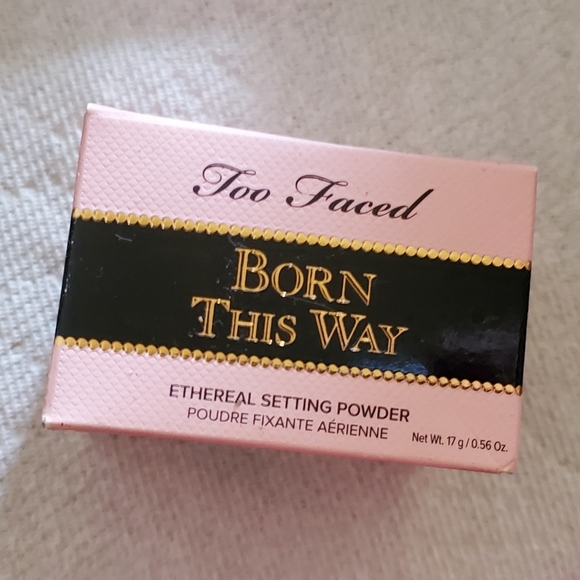 Too Faced
BORN
THIS WAY
ETHEREAL SETTING POWDER
POUDRE FIXANTE AÉRIENNE
Net Wt. 17 g / 0.56 Oz.